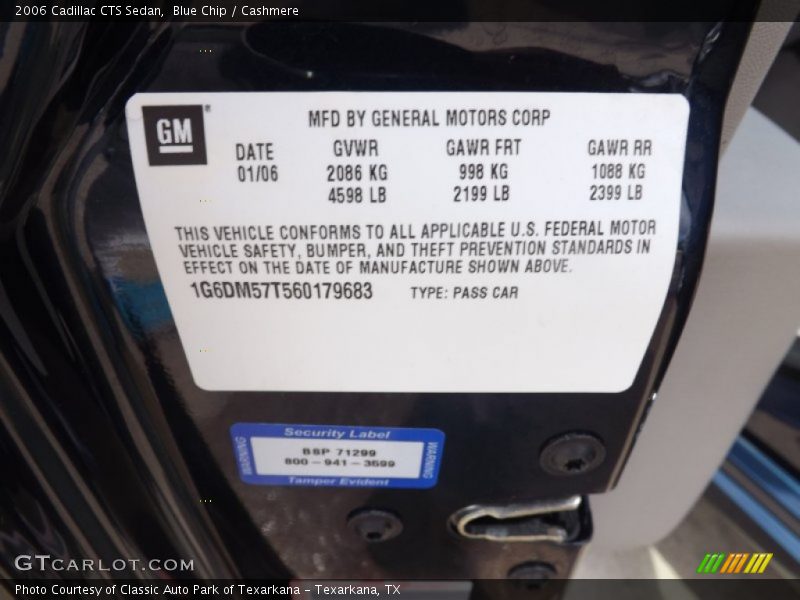 2006 Cadillac CTS Sedan,  Blue Chip / Cashmere
GM
MFD BY GENERAL MOTORS CORP
DATE GVWR GAWR FRT GAWR RR
01/06 2086 KG 998 KG 1088 KG
4598 LB 2199 LB 2399 LB
THIS VEHICLE CONFORMS TO ALL APPLICABLE U.S. FEDERAL MOTOR
VEHICLE SAFETY, BUMPER, AND THEFT PREVENTION STANDARDS IN
EFFECT ON THE DATE OF MANUFACTURE SHOWN ABOVE.
1G6DM57T560179683 TYPE: PASS CAR
Security Label
WARNING
BSP 71299
800-941-3599
WARNING
Tamper Evident
GTCARLOT.COM
Photo Courtesy of Classic Auto Park of Texarkana - Texarkana, TX